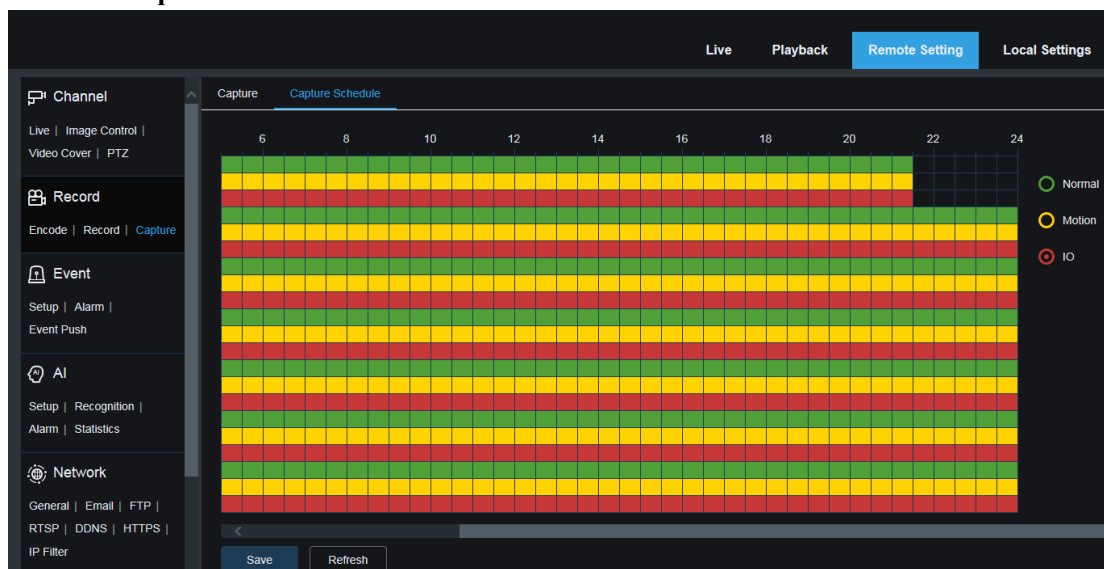 Live Playback Remote Setting Local Settings
Channel
Live | Image Control |
Video Cover | PTZ
Record
Encode | Record | Capture
Event
Setup | Alarm |
Event Push
AI
Setup | Recognition |
Alarm | Statistics
Network
General | Email | FTP |
RTSP | DDNS | HTTPS |
IP Filter
Capture Capture Schedule
6 8 10 12 14 16 18 20 22 24
Normal
Motion
IO
Save Refresh